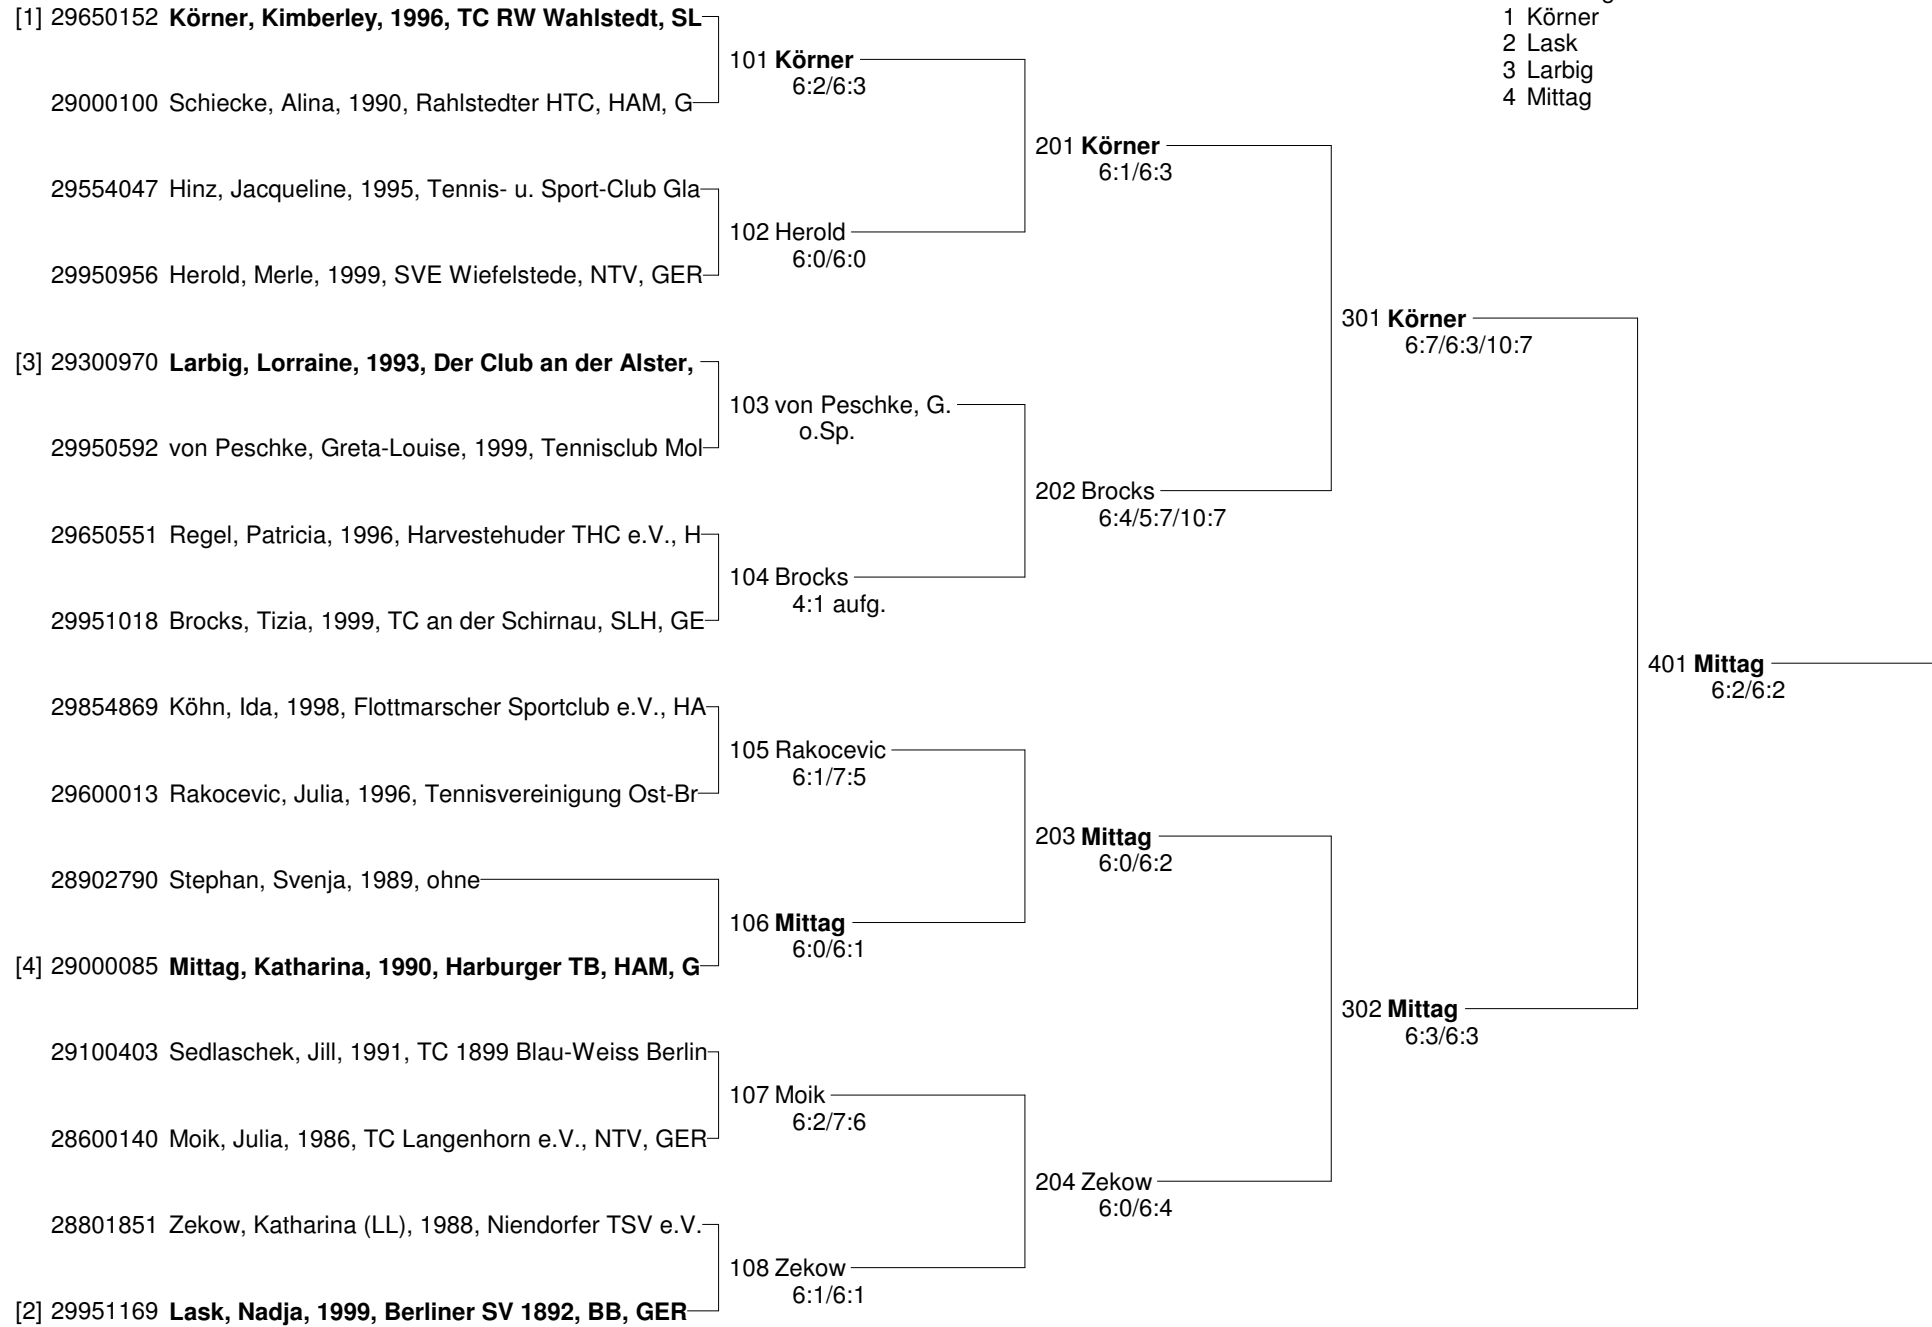 [1] 29650152 Körner, Kimberley, 1996, TC RW Wahlstedt, SL
29000100 Schiecke, Alina, 1990, Rahlstedter HTC, HAM, G
29554047 Hinz, Jacqueline, 1995, Tennis- u. Sport-Club Gla
29950956 Herold, Merle, 1999, SVE Wiefelstede, NTV, GER
[3] 29300970 Larbig, Lorraine, 1993, Der Club an der Alster,
29950592 von Peschke, Greta-Louise, 1999, Tennisclub Mol
29650551 Regel, Patricia, 1996, Harvestehuder THC e.V., H
29951018 Brocks, Tizia, 1999, TC an der Schirnau, SLH, GE
29854869 Köhn, Ida, 1998, Flottmarscher Sportclub e.V., HA
29600013 Rakocevic, Julia, 1996, Tennisvereinigung Ost-Br
28902790 Stephan, Svenja, 1989, ohne
[4] 29000085 Mittag, Katharina, 1990, Harburger TB, HAM, G
29100403 Sedlaschek, Jill, 1991, TC 1899 Blau-Weiss Berlin
28600140 Moik, Julia, 1986, TC Langenhorn e.V., NTV, GER
28801851 Zekow, Katharina (LL), 1988, Niendorfer TSV e.V.
[2] 29951169 Lask, Nadja, 1999, Berliner SV 1892, BB, GER
101 Körner
6:2/6:3
102 Herold
6:0/6:0
103 von Peschke, G.
o.Sp.
104 Brocks
4:1 aufg.
105 Rakocevic
6:1/7:5
106 Mittag
6:0/6:1
107 Moik
6:2/7:6
108 Zekow
6:1/6:1
201 Körner
6:1/6:3
202 Brocks
6:4/5:7/10:7
203 Mittag
6:0/6:2
204 Zekow
6:0/6:4
301 Körner
6:7/6:3/10:7
302 Mittag
6:3/6:3
401 Mittag
6:2/6:2
1 Körner
2 Lask
3 Larbig
4 Mittag